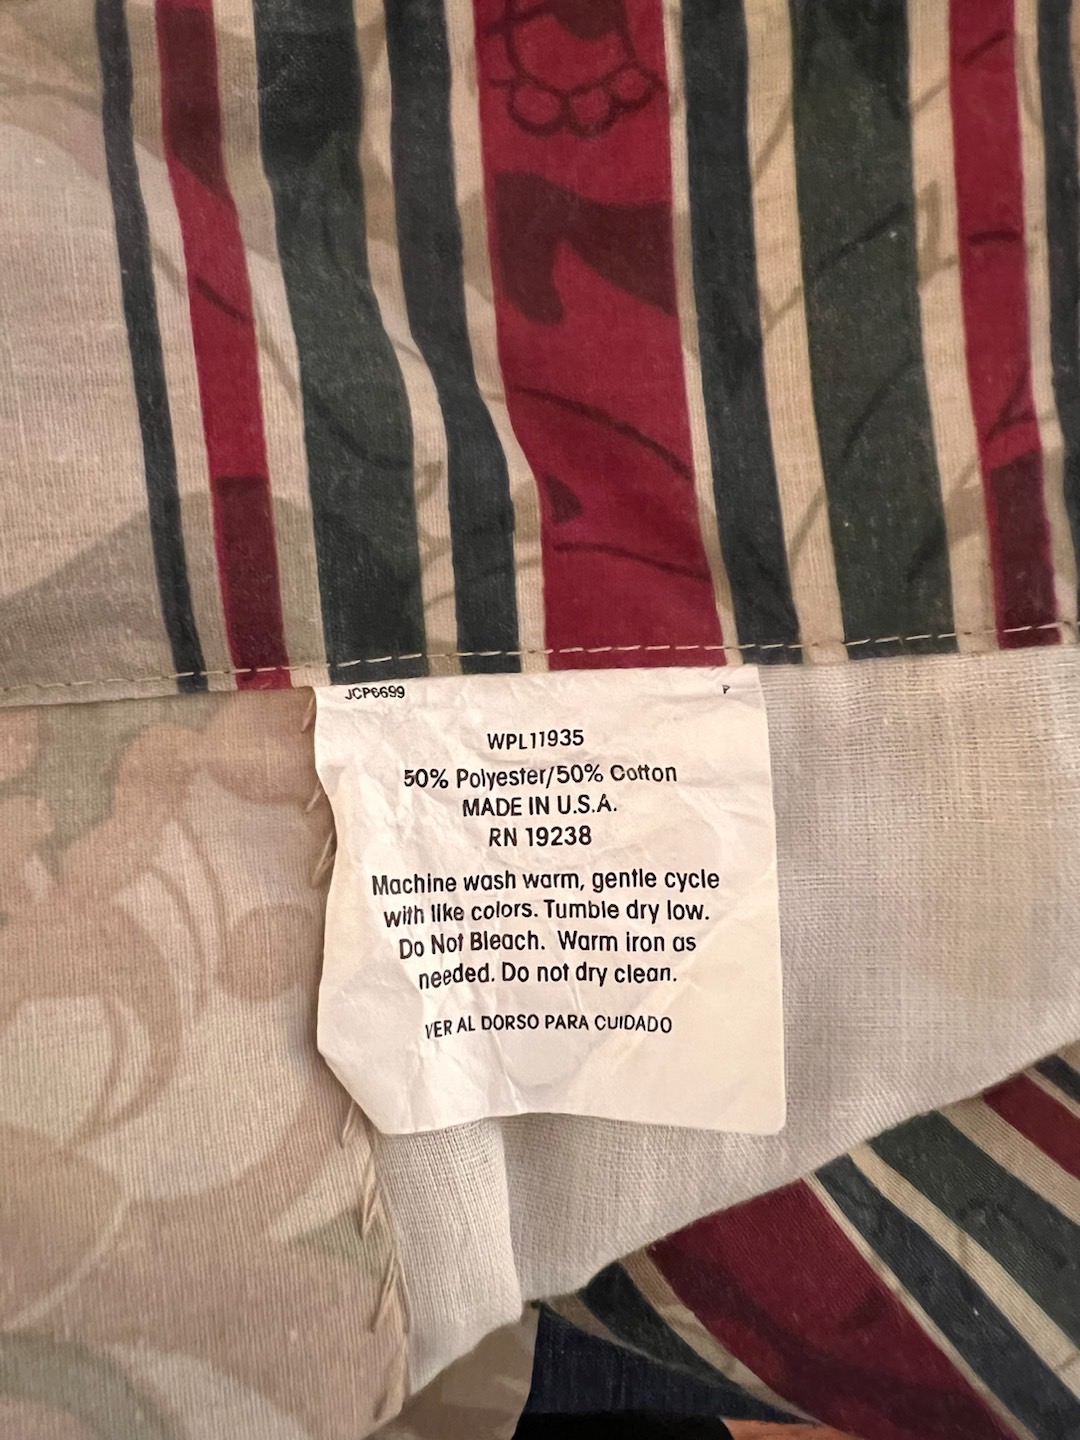 JCP6699 P
WPL11935
50% Polyester/50% Cotton
MADE IN U.S.A.
RN 19238
Machine wash warm, gentle cycle
with like colors. Tumble dry low.
Do Not Bleach. Warm iron as
needed. Do not dry clean.
VER AL DORSO PARA CUIDADO